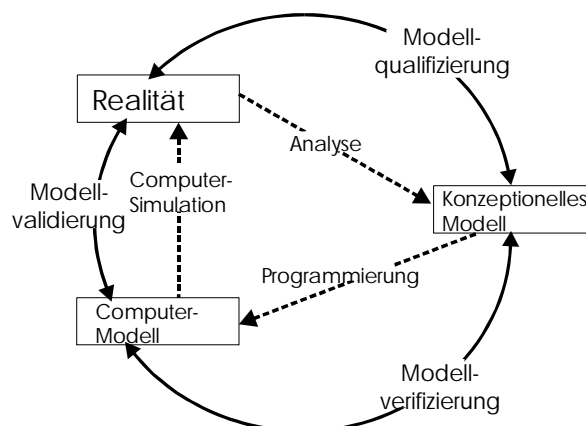 Modell-
qualifizierung
Realität
Analyse
Computer-
Simulation
Modell-
validierung
Konzeptionelles
Modell
Programmierung
Computer-
Modell
Modell-
verifizierung